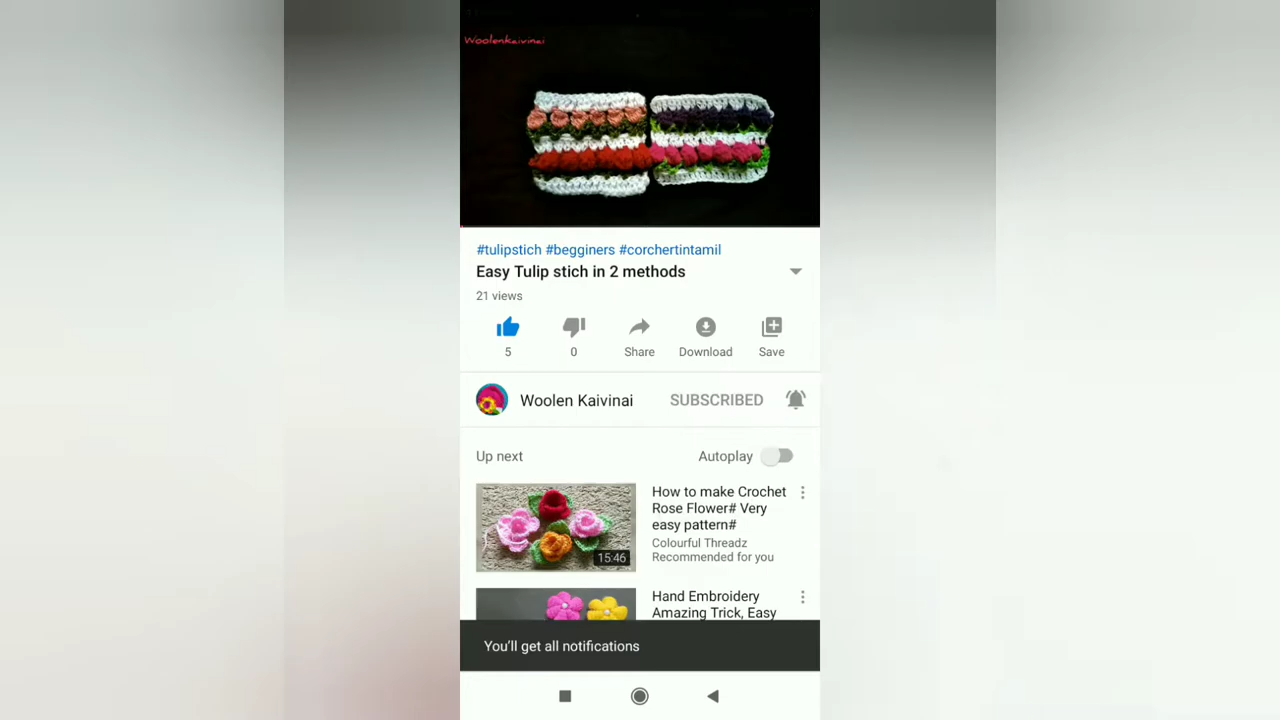 Woolenkaivinai
#tulipstich #begginers #corchertintamil
Easy Tulip stich in 2 methods
21 views
5
0
Share
Download
Save
Woolen Kaivinai
SUBSCRIBED
Up next
Autoplay
How to make Crochet
Rose Flower# Very
easy pattern#
Colourful Threadz
Recommended for you
15:46
Hand Embroidery
Amazing Trick, Easy
You'll get all notifications